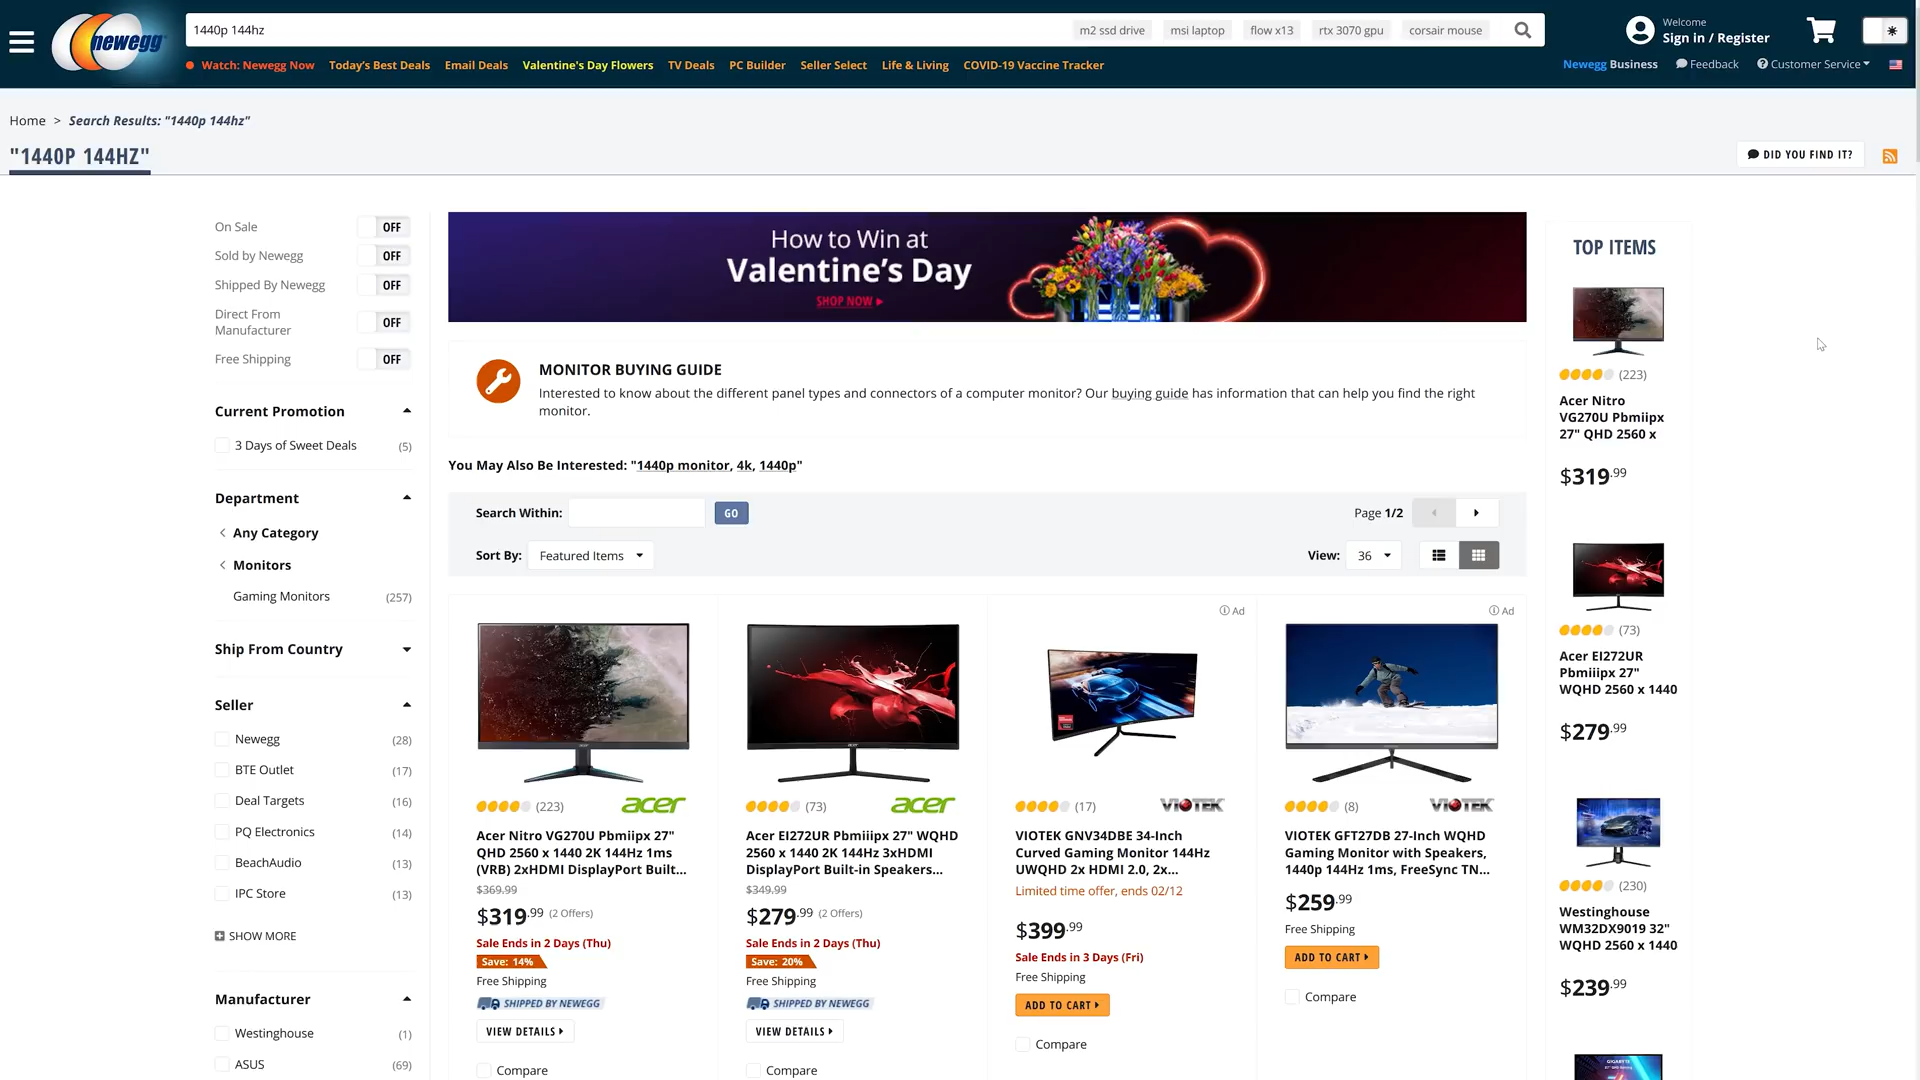 newegg
1440p 144hz
m2 ssd drive
msi laptop
flow x13
rtx 3070 gpu
corsair mouse
Welcome
Sign in / Register
Watch: Newegg Now
Today's Best Deals
Email Deals
Valentine's Day Flowers
TV Deals
PC Builder
Seller Select
Life & Living
COVID-19 Vaccine Tracker
Newegg Business
Feedback
Customer Service
Home > Search Results: "1440p 144hz"
"1440P 144HZ"
DID YOU FIND IT?
On Sale OFF
Sold by Newegg OFF
Shipped By Newegg OFF
Direct From
Manufacturer OFF
Free Shipping OFF
Current Promotion
3 Days of Sweet Deals (5)
Department
Any Category
Monitors
Gaming Monitors (257)
Ship From Country
Seller
Newegg (28)
BTE Outlet (17)
Deal Targets (16)
PQ Electronics (14)
BeachAudio (13)
IPC Store (13)
SHOW MORE
Manufacturer
Westinghouse (1)
ASUS (69)
How to Win at
Valentine's Day
SHOP NOW
MONITOR BUYING GUIDE
Interested to know about the different panel types and connectors of a computer monitor? Our buying guide has information that can help you find the right
monitor.
You May Also Be Interested: "1440p monitor, 4k, 1440p"
Search Within: GO
Page 1/2
Sort By: Featured Items
View: 36
(223)
acer
Acer Nitro VG270U Pbmiipx 27"
QHD 2560 x 1440 2K 144Hz 1ms
(VRB) 2xHDMI DisplayPort Built...
$369.99
$319.99 (2 Offers)
Sale Ends in 2 Days (Thu)
Save: 14%
Free Shipping
SHIPPED BY NEWEGG
VIEW DETAILS
Compare
(73)
acer
Acer EI272UR Pbmiiipx 27" WQHD
2560 x 1440 2K 144Hz 3xHDMI
DisplayPort Built-in Speakers...
$349.99
$279.99 (2 Offers)
Sale Ends in 2 Days (Thu)
Save: 20%
Free Shipping
SHIPPED BY NEWEGG
VIEW DETAILS
Compare
Ad
(17)
VIOTEK
VIOTEK GNV34DBE 34-Inch
Curved Gaming Monitor 144Hz
UWQHD 2x HDMI 2.0, 2x...
Limited time offer, ends 02/12
$399.99
Sale Ends in 3 Days (Fri)
Free Shipping
ADD TO CART
Compare
Ad
(8)
VIOTEK
VIOTEK GFT27DB 27-Inch WQHD
Gaming Monitor with Speakers,
1440p 144Hz 1ms, FreeSync TN...
$259.99
Free Shipping
ADD TO CART
Compare
TOP ITEMS
(223)
Acer Nitro
VG270U Pbmiipx
27" QHD 2560 x
$319.99
(73)
Acer EI272UR
Pbmiiipx 27"
WQHD 2560 x 1440
$279.99
(230)
Westinghouse
WM32DX9019 32"
WQHD 2560 x 1440
$239.99
GIGABYTE